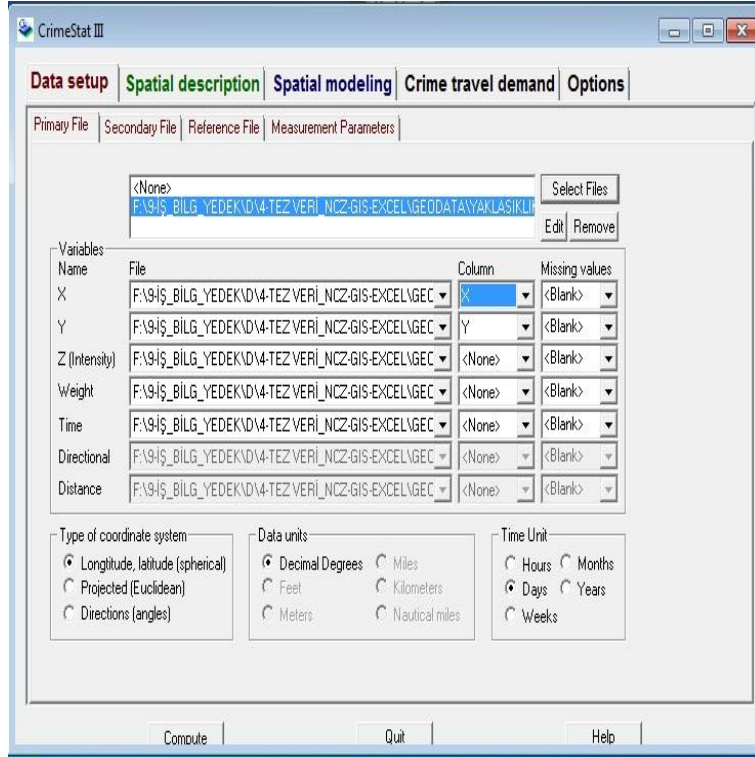 CrimeStat III
Data setup Spatial description Spatial modeling Crime travel demand Options
Primary File Secondary File Reference File Measurement Parameters
<None> Select Files
F:\9-İŞ_BİLG_YEDEK\D\4-TEZ VERİ_NCZ-GIS-EXCEL\GEODATA\YAKLASIKLI
Edit Remove
Variables
Name File Column Missing values
X F:\9-İŞ_BİLG_YEDEK\D\4-TEZ VERİ_NCZ-GIS-EXCEL\GEC X <Blank>
Y F:\9-İŞ_BİLG_YEDEK\D\4-TEZ VERİ_NCZ-GIS-EXCEL\GEC Y <Blank>
Z (Intensity) F:\9-İŞ_BİLG_YEDEK\D\4-TEZ VERİ_NCZ-GIS-EXCEL\GEC <None> <Blank>
Weight F:\9-İŞ_BİLG_YEDEK\D\4-TEZ VERİ_NCZ-GIS-EXCEL\GEC <None> <Blank>
Time F:\9-İŞ_BİLG_YEDEK\D\4-TEZ VERİ_NCZ-GIS-EXCEL\GEC <None> <Blank>
Directional F:\9-İŞ_BİLG_YEDEK\D\4-TEZ VERİ_NCZ-GIS-EXCEL\GEC <None> <Blank>
Distance F:\9-İŞ_BİLG_YEDEK\D\4-TEZ VERİ_NCZ-GIS-EXCEL\GEC <None> <Blank>
Type of coordinate system Data units Time Unit
Longtitude, latitude (spherical) Decimal Degrees Miles Hours Months
Projected (Euclidean) Feet Kilometers Days Years
Directions (angles) Meters Nautical miles Weeks
Compute Quit Help